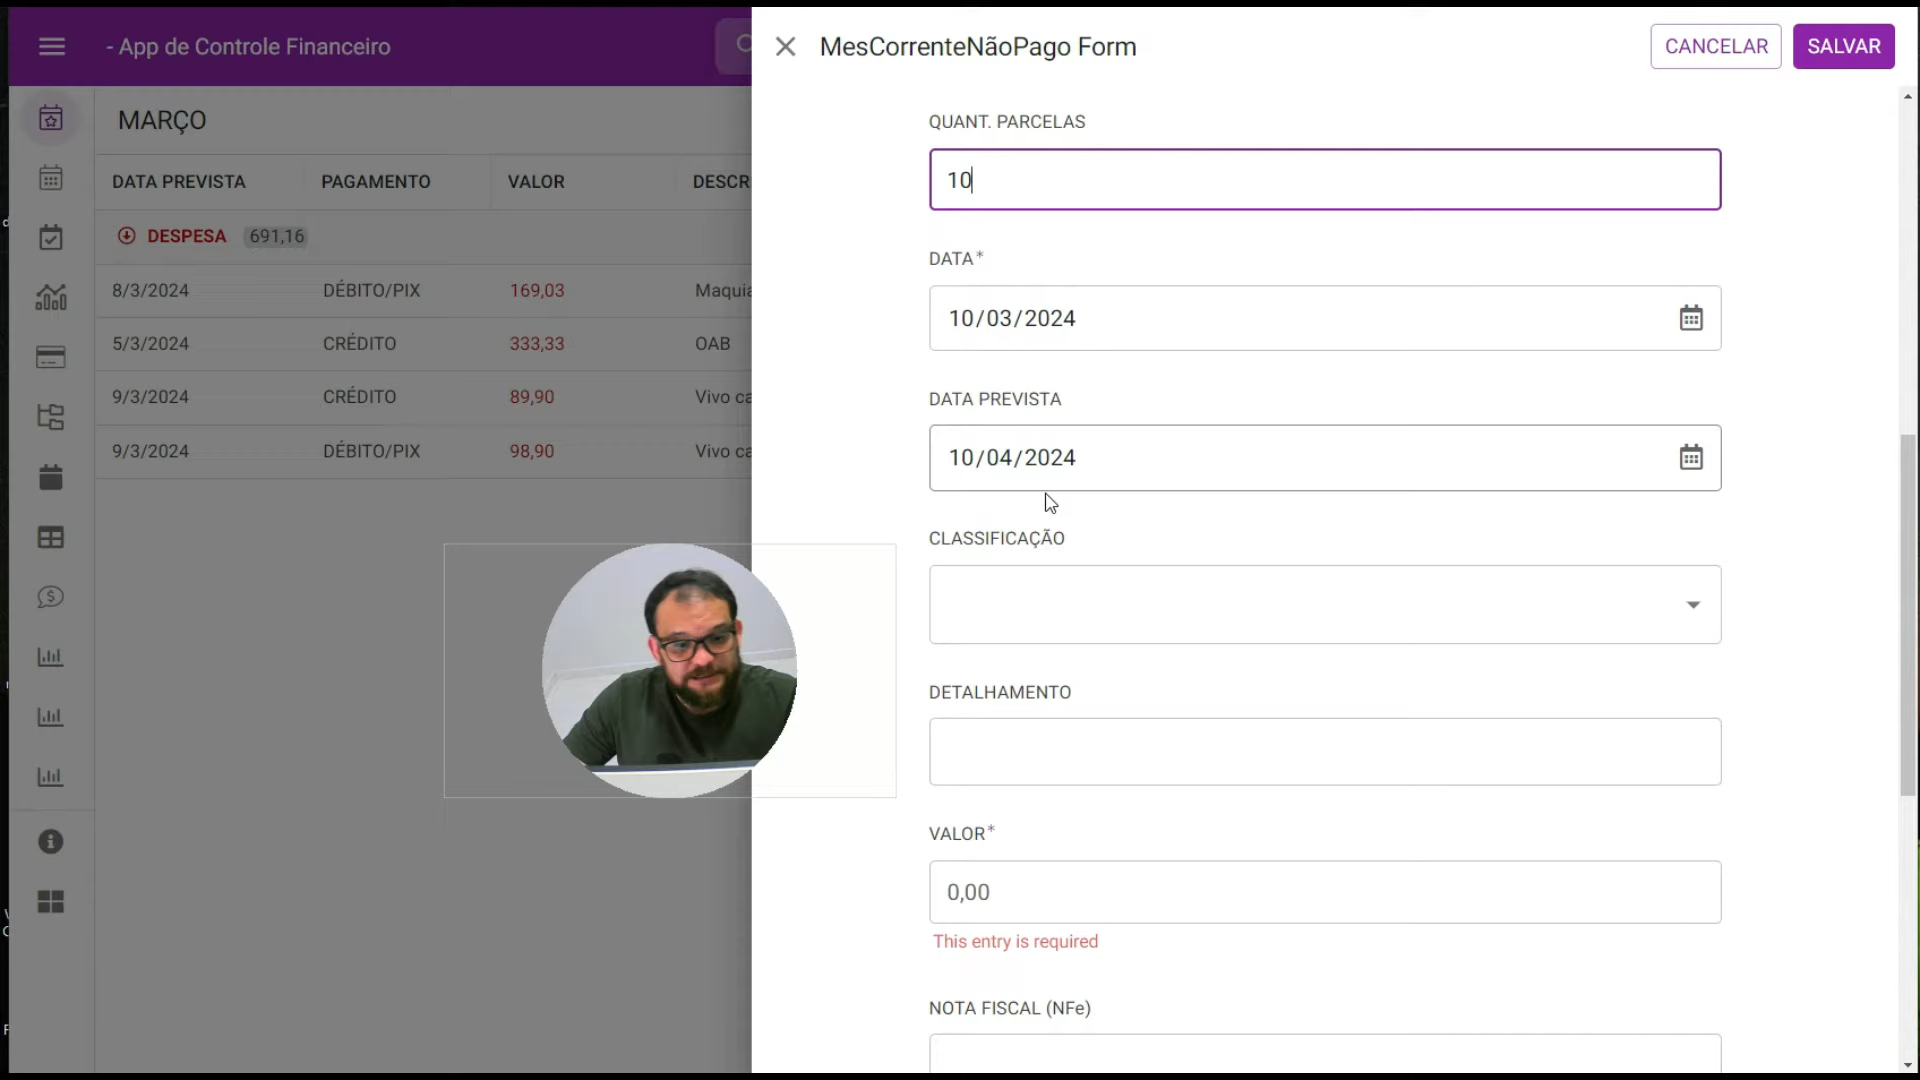 - App de Controle Financeiro
MesCorrenteNãoPago Form
CANCELAR
SALVAR
MARÇO
DATA PREVISTA PAGAMENTO VALOR DESCR
DESPESA 691,16
8/3/2024 DÉBITO/PIX 169,03 Maquia
5/3/2024 CRÉDITO 333,33 OAB
9/3/2024 CRÉDITO 89,90 Vivo ca
9/3/2024 DÉBITO/PIX 98,90 Vivo ca
QUANT. PARCELAS
10
DATA*
10/03/2024
DATA PREVISTA
10/04/2024
CLASSIFICAÇÃO
DETALHAMENTO
VALOR*
0,00
This entry is required
NOTA FISCAL (NFe)